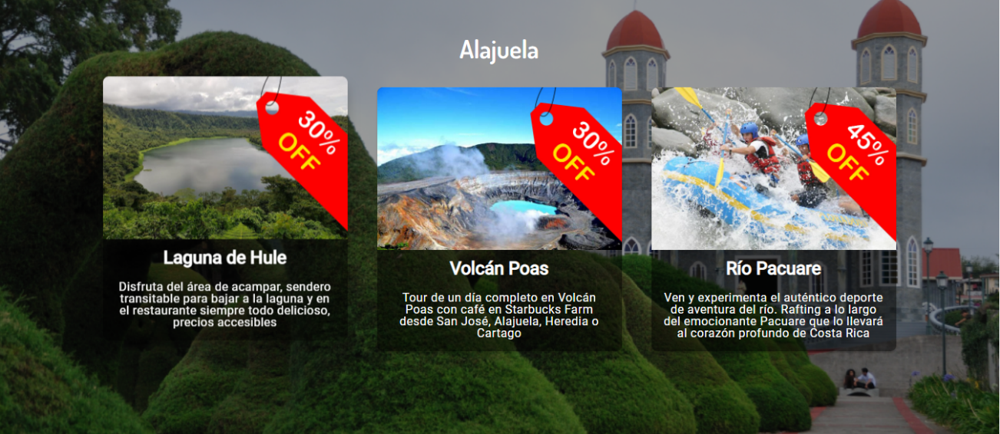 Alajuela
30%
OFF
Laguna de Hule
Disfruta del área de acampar, sendero
transitable para bajar a la laguna y en
el restaurante siempre todo delicioso,
precios accesibles
30%
OFF
Volcán Poas
Tour de un día completo en Volcán
Poas con café en Starbucks Farm
desde San José, Alajuela, Heredia o
Cartago
45%
OFF
Río Pacuare
Ven y experimenta el auténtico deporte
de aventura del río. Rafting a lo largo
del emocionante Pacuare que lo llevará
al corazón profundo de Costa Rica